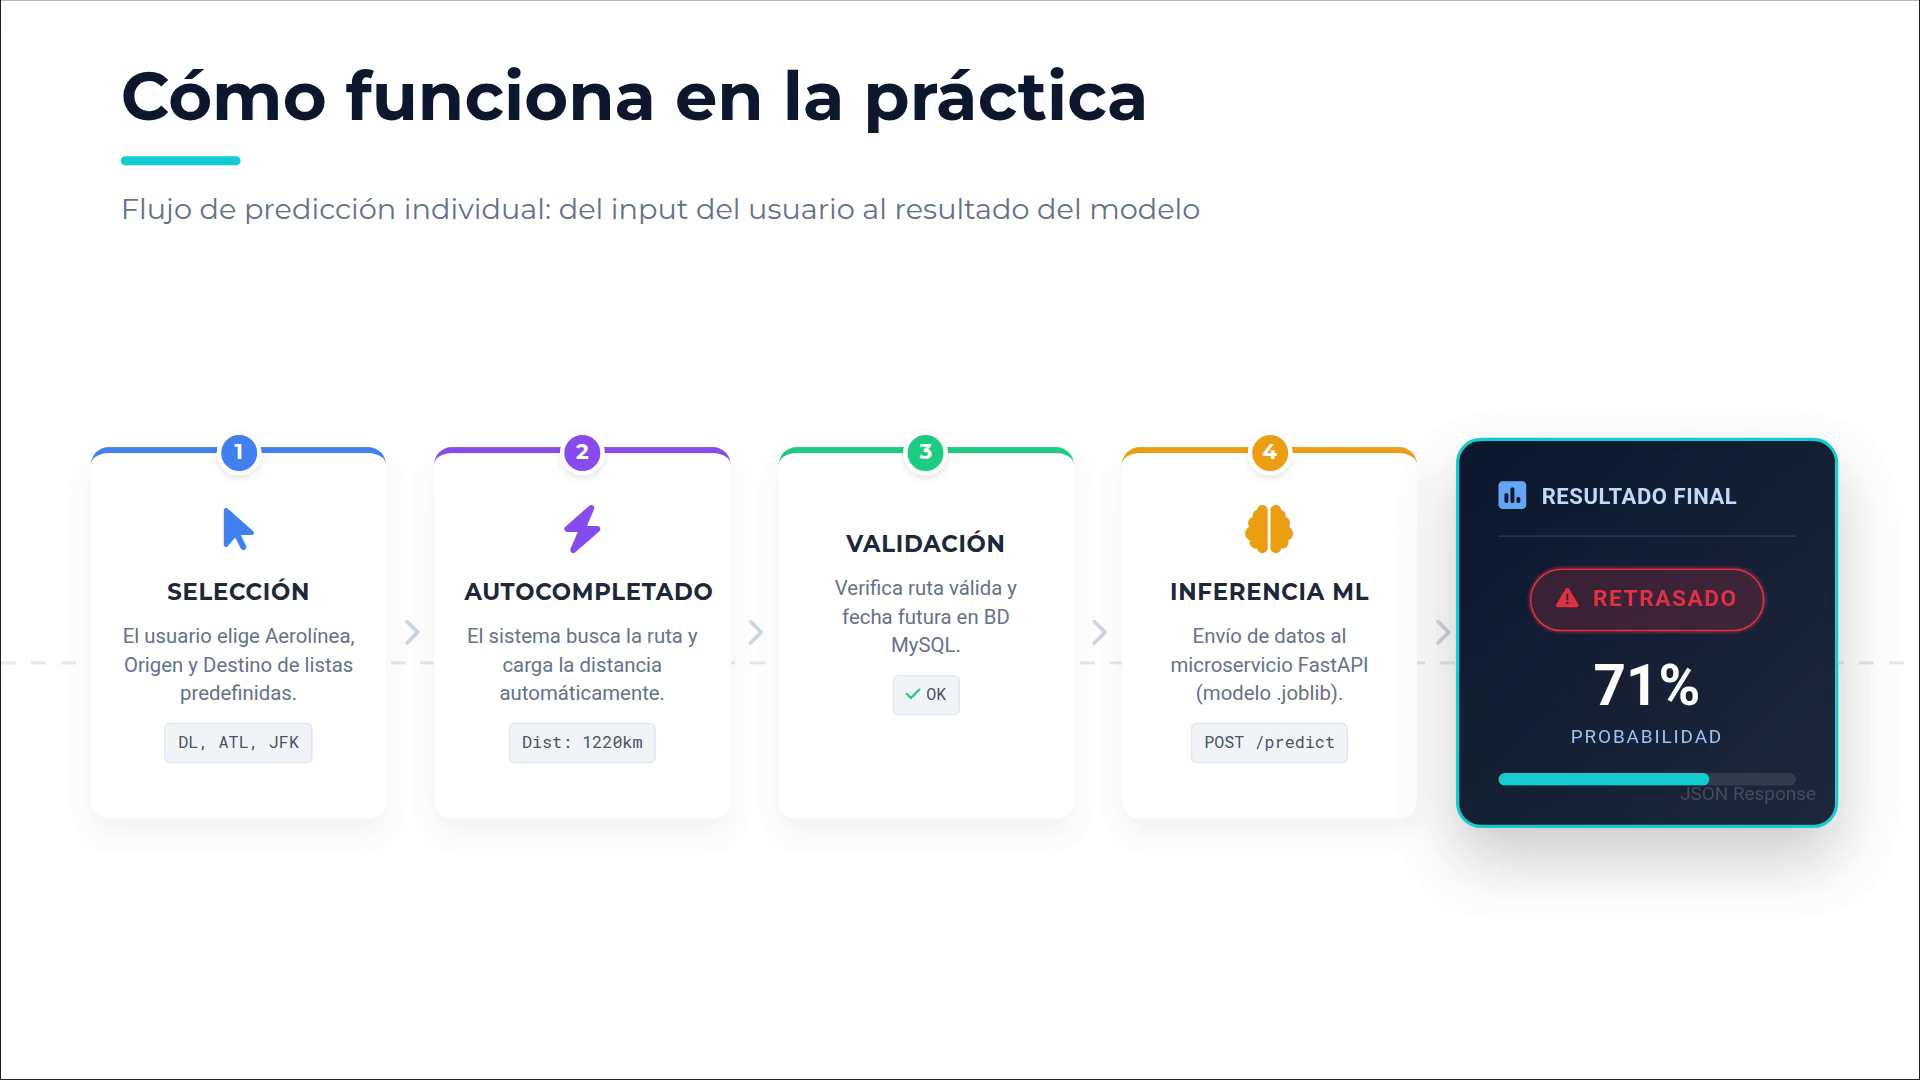 Cómo funciona en la práctica
Flujo de predicción individual: del input del usuario al resultado del modelo
1
SELECCIÓN
El usuario elige Aerolínea,
Origen y Destino de listas
predefinidas.
DL, ATL, JFK
2
AUTOCOMPLETADO
El sistema busca la ruta y
carga la distancia
automáticamente.
Dist: 1220km
3
VALIDACIÓN
Verifica ruta válida y
fecha futura en BD
MySQL.
OK
4
INFERENCIA ML
Envío de datos al
microservicio FastAPI
(modelo .joblib).
POST /predict
RESULTADO FINAL
RETRASADO
71%
PROBABILIDAD
JSON Response